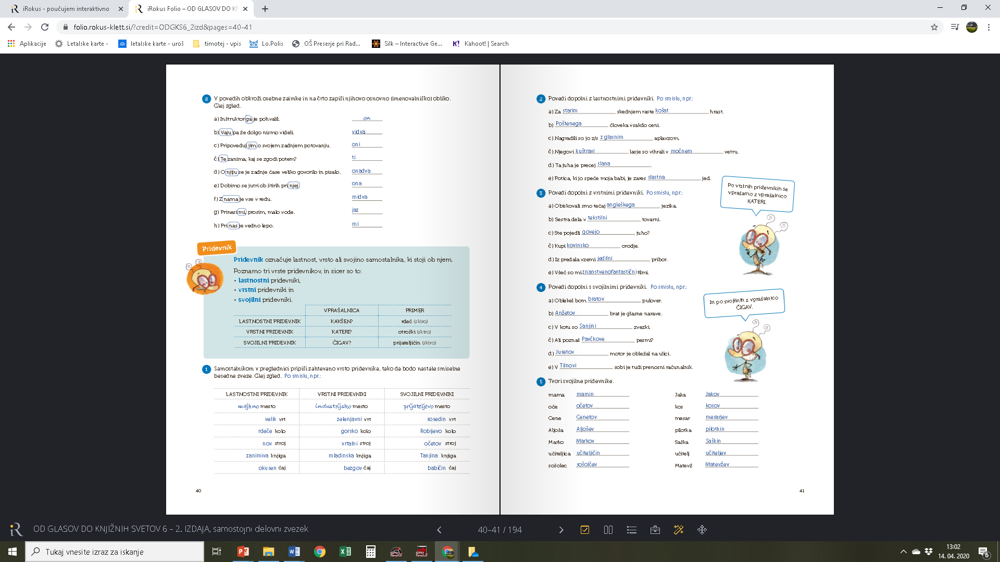 iRokus - poučujem interaktivno
iRokus Folio – OD GLASOV DO KN
folio.rokus-klett.si/?credit=ODGKS6_2izd&pages=40-41
Aplikacije
Letalske karte -
letalske karte - uroš
timotej - vpis
Lo.Polis
OŠ Preserje pri Rad...
Silk – Interactive Ge...
K! Kahoot! | Search
8 V povedih obkroži osebne zaimke in na črto zapiši njihovo osnovno (imenovalniško) obliko.
Glej zgled.
a) Inštruktor ga je pohvalil. on
b) Vaju pa že dolgo nismo videli. vidva
c) Pripoveduj jim o svojem zadnjem potovanju. oni
č) Te zanima, kaj se zgodi potem? ti
d) O njiju se je zadnje čase veliko govorilo in pisalo. onadva
e) Dobimo se jutri ob štirih pri njej. ona
f) Z nama je vse v redu. midva
g) Prinesi mi, prosim, malo vode. jaz
h) Pri nas je vedno lepo. mi
Pridevnik
Pridevnik označuje lastnost, vrsto ali svojino samostalnika, ki stoji ob njem.
Poznamo tri vrste pridevnikov, in sicer so to:
• lastnostni pridevniki,
• vrstni pridevniki in
• svojilni pridevniki.
VPRAŠALNICA PRIMER
LASTNOSTNI PRIDEVNIK KAKŠEN? rdeč (skiro)
VRSTNI PRIDEVNIK KATERI? otroški (skiro)
SVOJILNI PRIDEVNIK ČIGAV? prijateljičin (skiro)
1 Samostalnikom v preglednici pripiši zahtevano vrsto pridevnika, tako da bodo nastale smiselne
besedne zveze. Glej zgled. Po smislu, npr.:
LASTNOSTNI PRIDEVNIK VRSTNI PRIDEVNIKI SVOJILNI PRIDEVNIKI
majhno mesto industrijsko mesto prijateljevo mesto
velik vrt zelenjavni vrt sosedin vrt
rdeče kolo gorsko kolo Robijevo kolo
nov stroj vrtalni stroj očetov stroj
zanimiva knjiga mladinska knjiga Tanjina knjiga
okusen čaj bezgov čaj babičin čaj
40
2 Povedi dopolni z lastnostnimi pridevniki. Po smislu, npr.:
a) Za starim skednjem raste košat hrast.
b) Poštenega človeka vsakdo ceni.
c) Nagradili so jo z/s z glasnim aplavzom.
č) Njegovi kuštravi lasje so vihrali v močnem vetru.
d) Ta juha je precej slana.
e) Potica, ki jo speče moja babi, je zares slastna jed.
3 Povedi dopolni z vrstnimi pridevniki. Po smislu, npr.:
a) Obiskovali smo tečaj angleškega jezika.
b) Sestra dela v tekstilni tovarni.
c) Ste pojedli govejo juho?
č) Kupi kovinsko orodje.
d) Iz predala vzemi jedilni pribor.
e) Všeč so mi znanstvenofantastični filmi.
Po vrstnih pridevnikih se
vprašamo z vprašalnico
KATERI.
4 Povedi dopolni s svojilnimi pridevniki. Po smislu, npr.:
a) Oblekel bom bratov pulover.
b) Anžetov brat je glasne narave.
c) V kotu so Sanjini zvezki.
č) Ali poznaš Pavčkove pesmi?
d) Juretov motor je obležal na ulici.
e) V Tilnovi sobi je tudi prenosni računalnik.
In po svojilnih z vprašalnico
ČIGAV.
5 Tvori svojilne pridevnike.
mama mamin Jaka Jakov
oče očetov kos kosov
Cene Cenetov mesar mesarjev
Aljoša Aljošev pilotka pilotkin
Marko Markov Saška Saškin
učiteljica učiteljičin učitelj učiteljev
sošolec sošolčev Matevž Matevžev
41
OD GLASOV DO KNJIŽNIH SVETOV 6 – 2. IZDAJA, samostojni delovni zvezek
40–41 / 194
Tukaj vnesite izraz za iskanje
13:02
14. 04. 2020
6